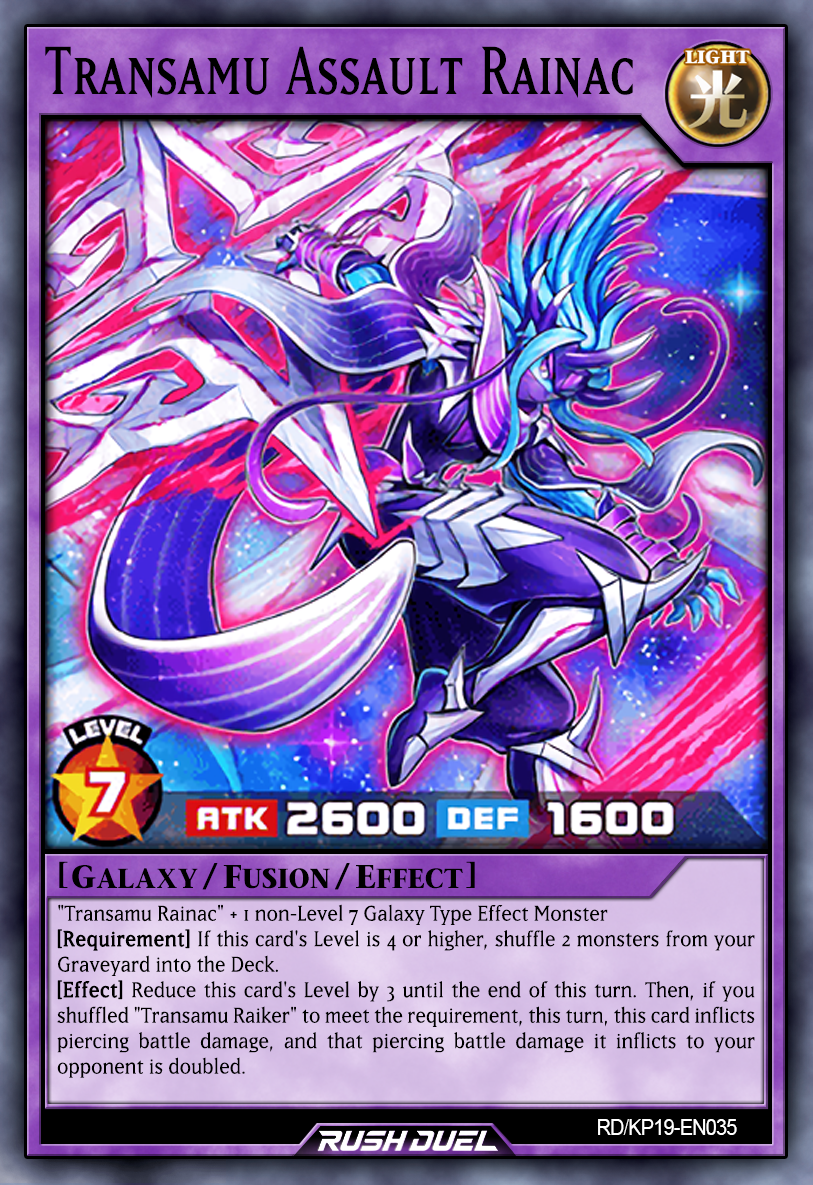 Transamu Assault Rainac
LIGHT
光
LEVEL
7
ATK 2600 DEF 1600
[Galaxy/Fusion/Effect]
"Transamu Rainac" + 1 non-Level 7 Galaxy Type Effect Monster
[Requirement] If this card's Level is 4 or higher, shuffle 2 monsters from your
Graveyard into the Deck.
[Effect] Reduce this card's Level by 3 until the end of this turn. Then, if you
shuffled "Transamu Raiker" to meet the requirement, this turn, this card inflicts
piercing battle damage, and that piercing battle damage it inflicts to your
opponent is doubled.
RD/KP19-EN035
RUSH DUEL